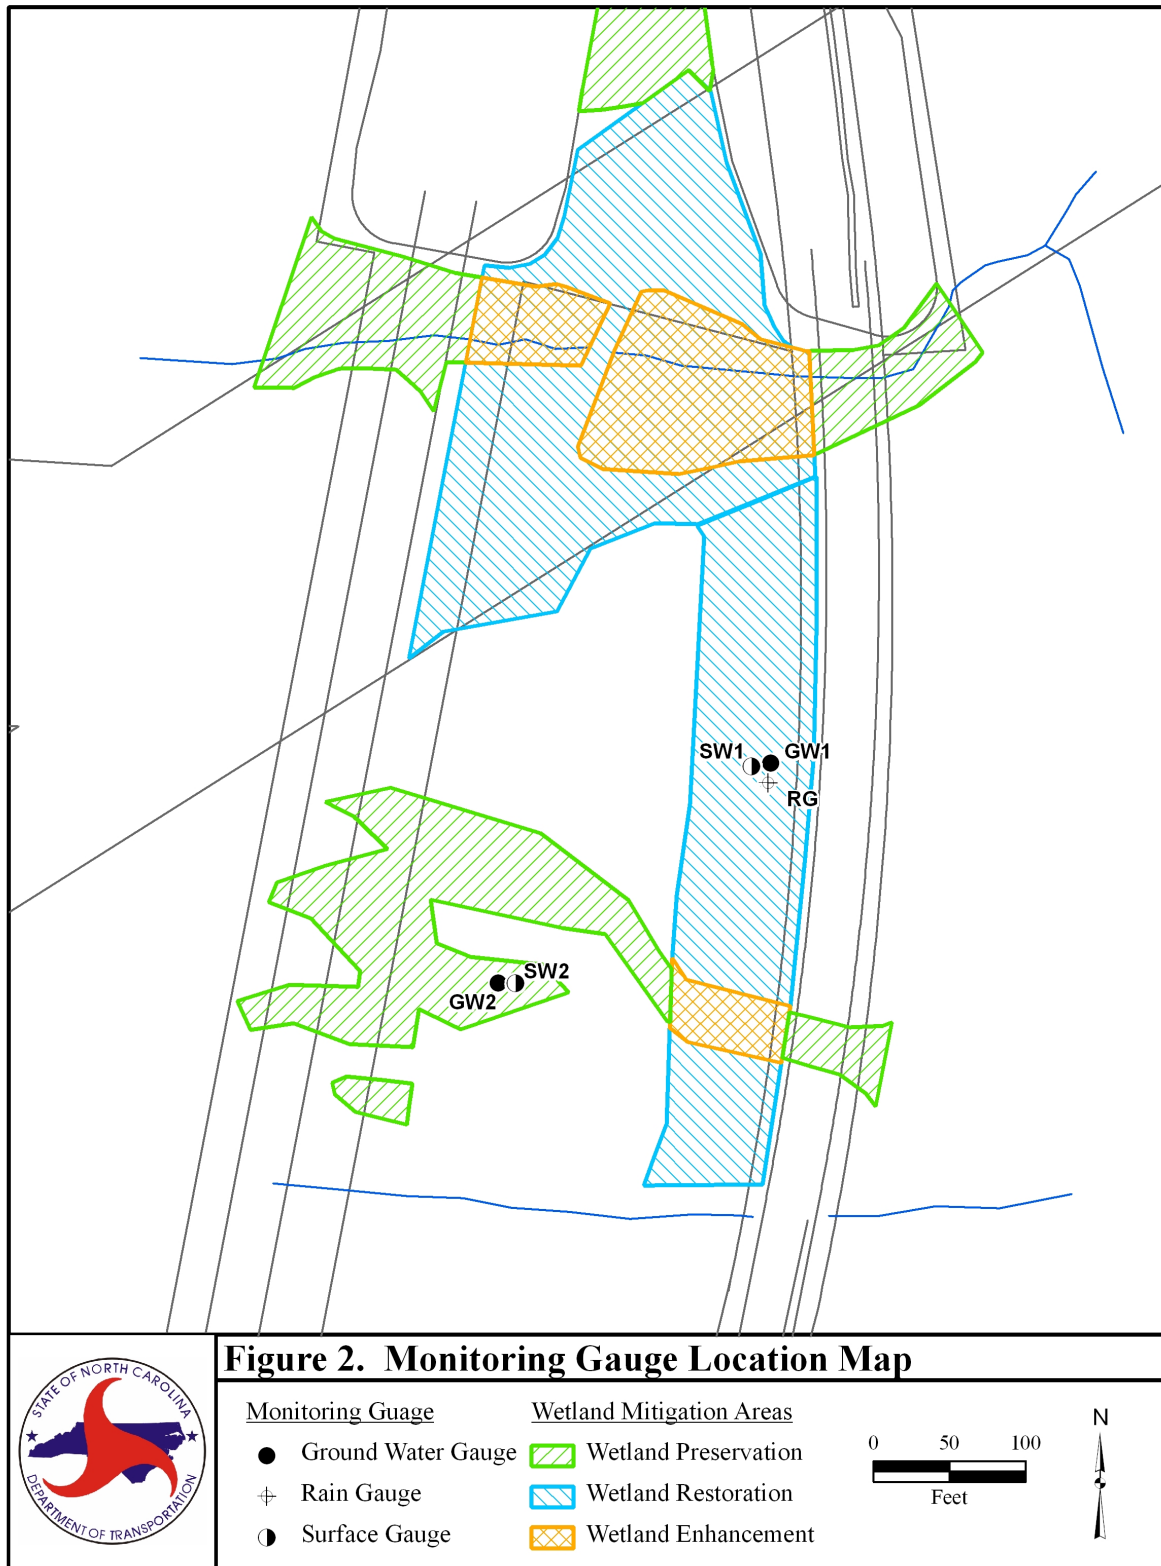 SW1 GW1
RG
SW2
GW2
Figure 2. Monitoring Gauge Location Map
STATE OF NORTH CAROLINA
DEPARTMENT OF TRANSPORTATION
Monitoring Guage
Ground Water Gauge
Rain Gauge
Surface Gauge
Wetland Mitigation Areas
Wetland Preservation
Wetland Restoration
Wetland Enhancement
0 50 100
Feet
N